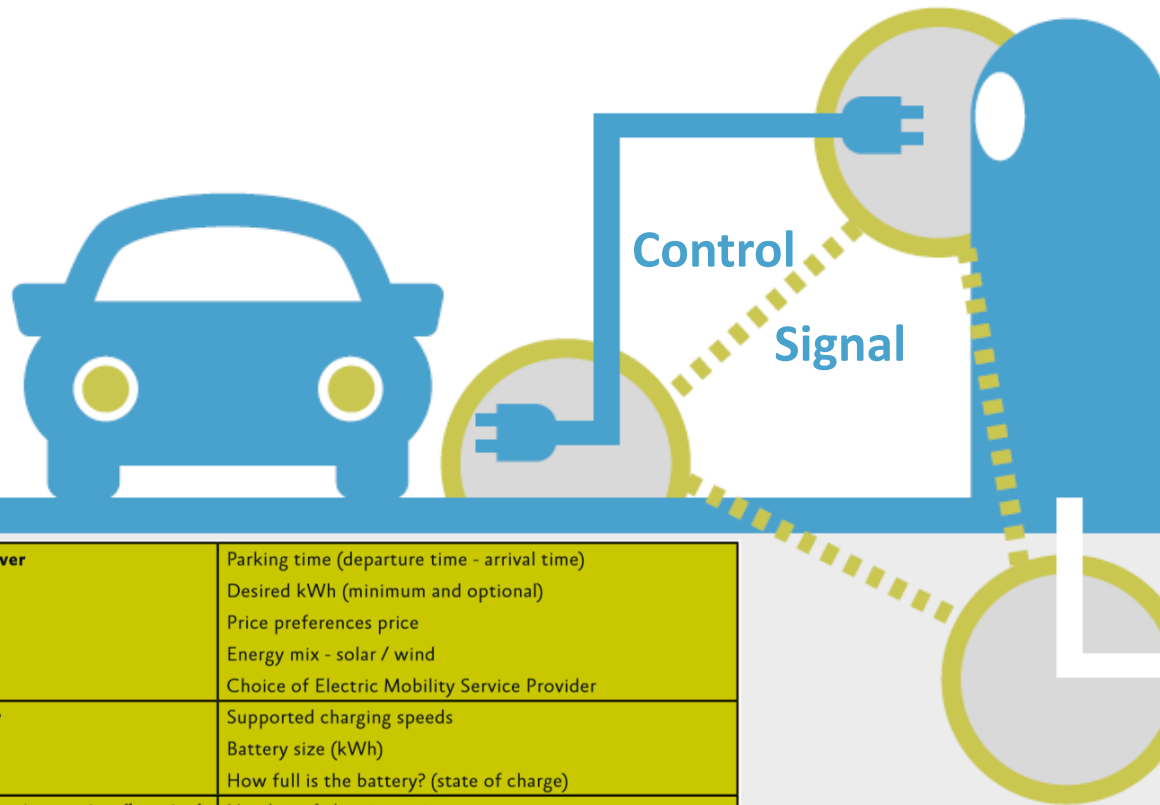 Control
Signal
Parking time (departure time - arrival time)
Desired kWh (minimum and optional)
Price preferences price
Energy mix - solar / wind
Choice of Electric Mobility Service Provider
Supported charging speeds
Battery size (kWh)
How full is the battery? (state of charge)